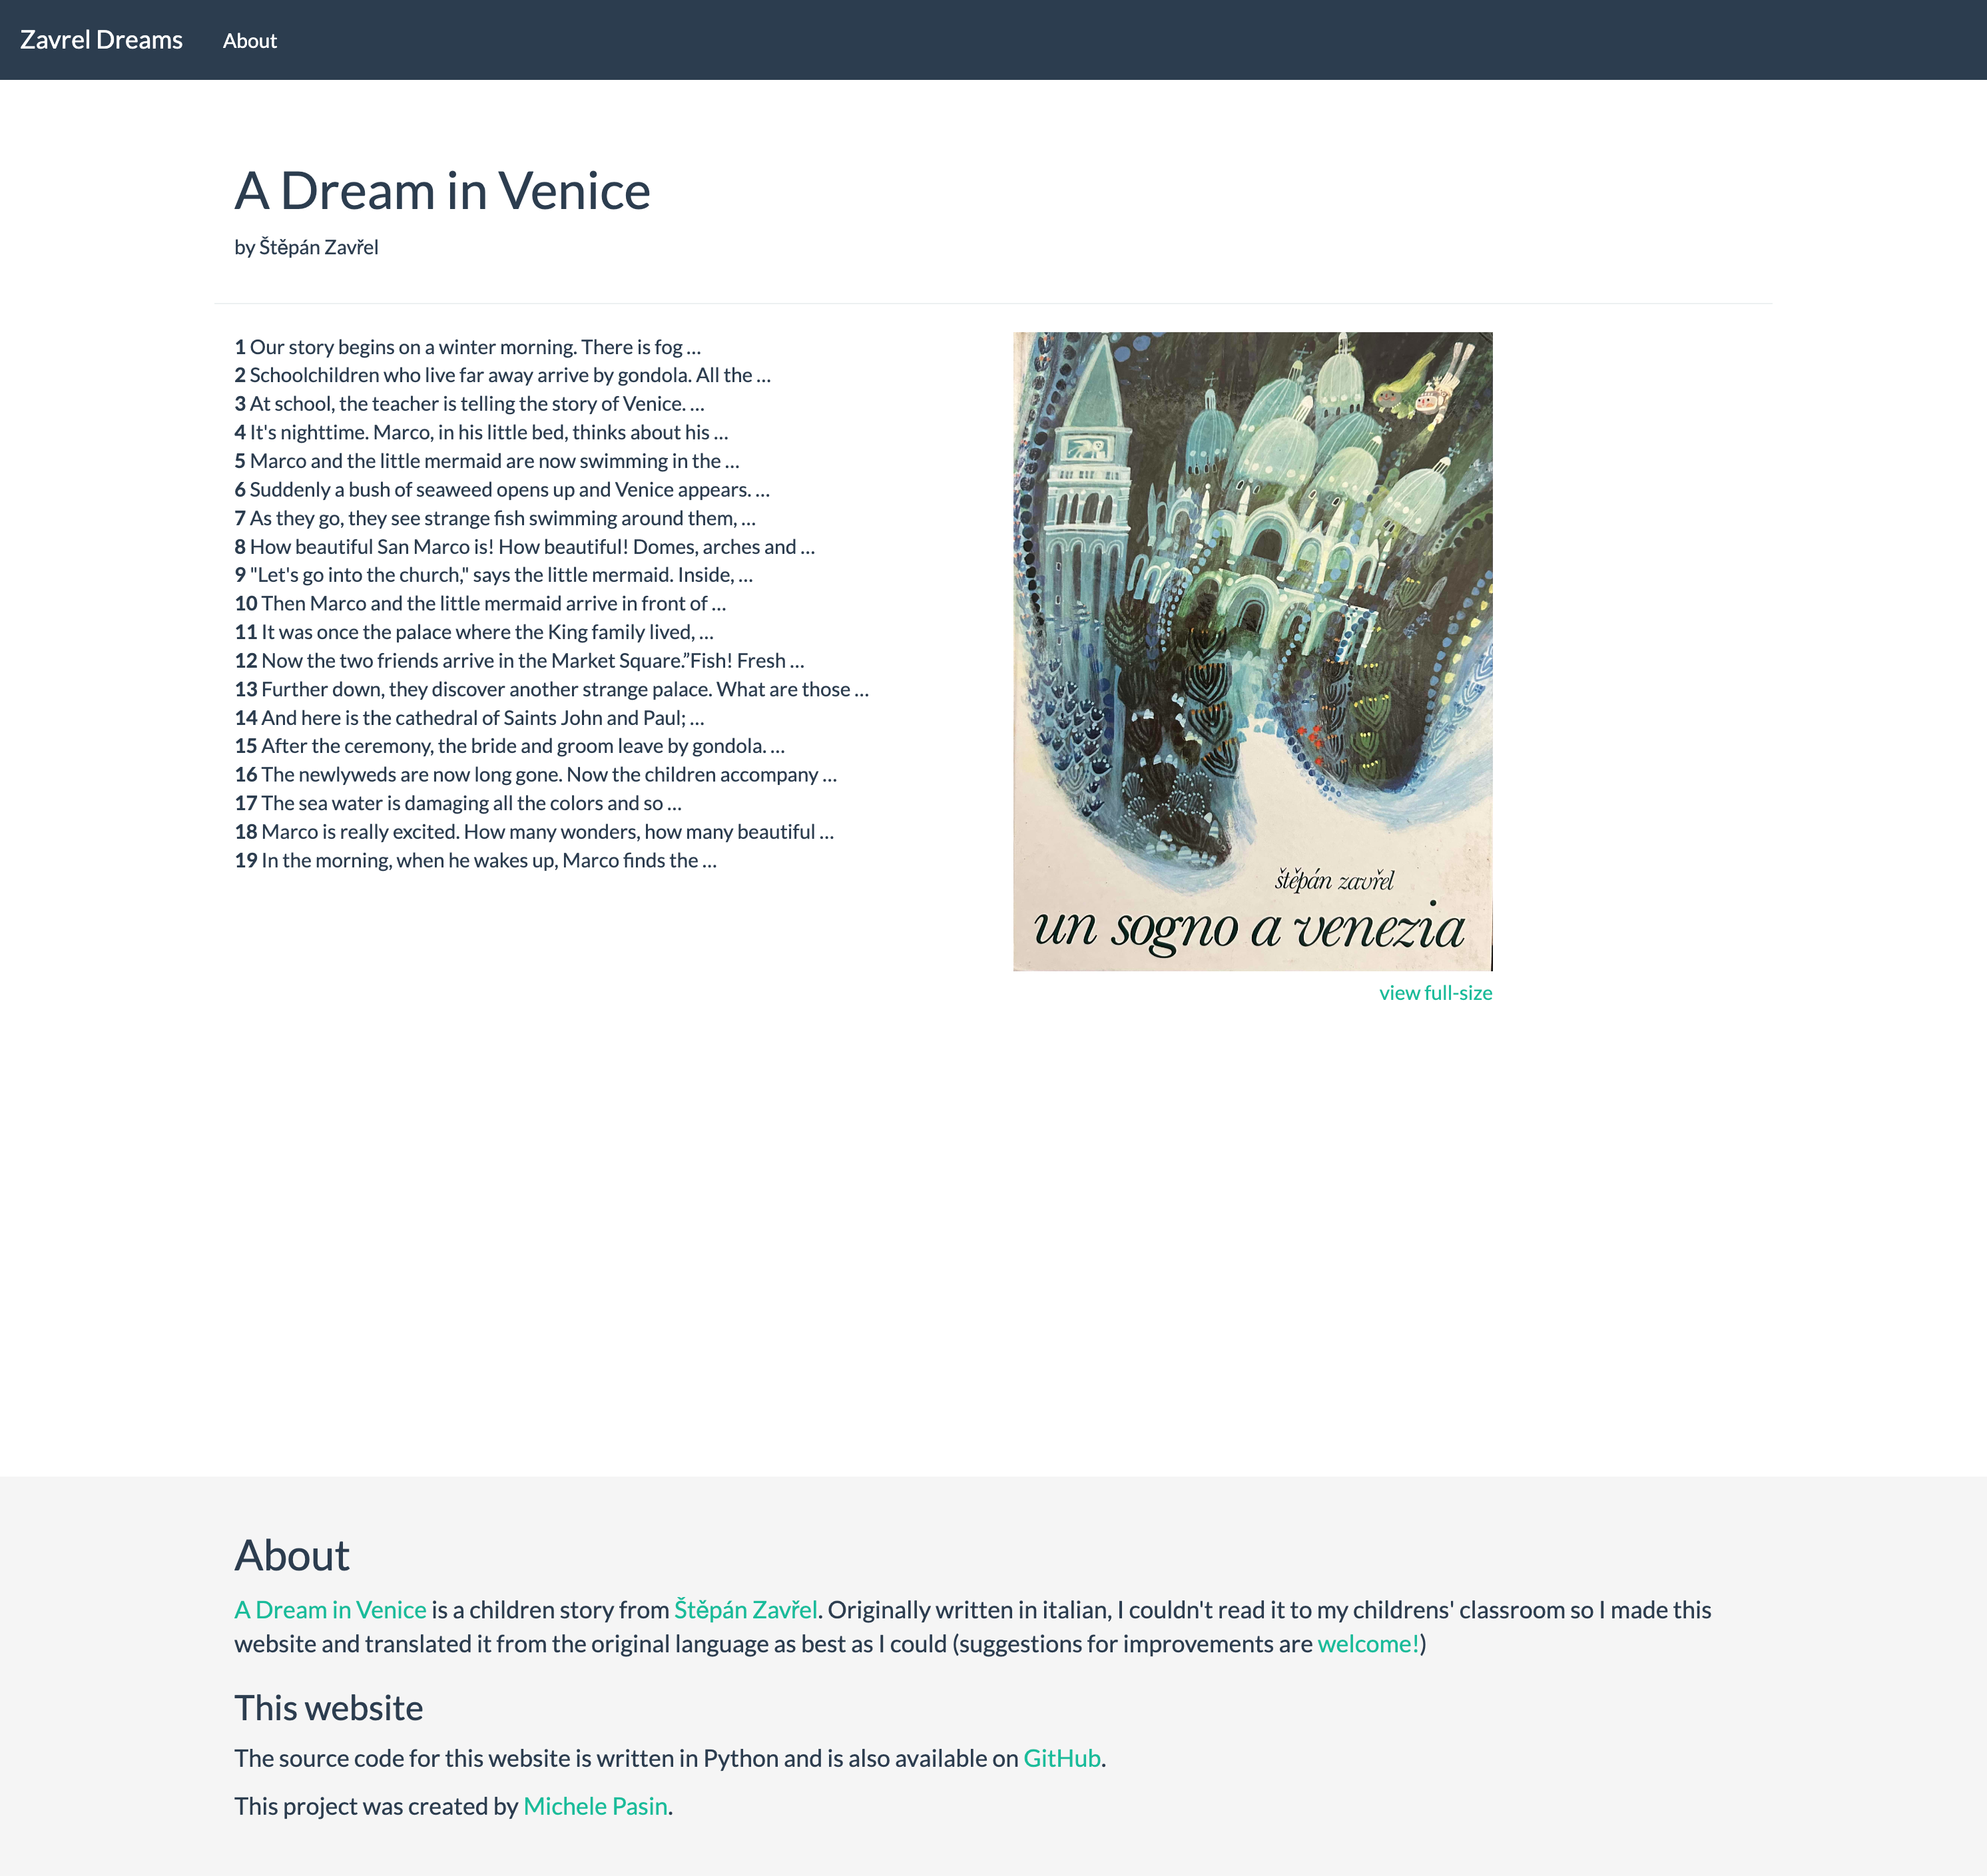 Zavrel Dreams About
A Dream in Venice
by Štěpán Zavřel
1 Our story begins on a winter morning. There is fog ...
2 Schoolchildren who live far away arrive by gondola. All the ...
3 At school, the teacher is telling the story of Venice. ...
4 It's nighttime. Marco, in his little bed, thinks about his ...
5 Marco and the little mermaid are now swimming in the ...
6 Suddenly a bush of seaweed opens up and Venice appears. ...
7 As they go, they see strange fish swimming around them, ...
8 How beautiful San Marco is! How beautiful! Domes, arches and ...
9 "Let's go into the church," says the little mermaid. Inside, ...
10 Then Marco and the little mermaid arrive in front of ...
11 It was once the palace where the King family lived, ...
12 Now the two friends arrive in the Market Square.”Fish! Fresh ...
13 Further down, they discover another strange palace. What are those ...
14 And here is the cathedral of Saints John and Paul; ...
15 After the ceremony, the bride and groom leave by gondola. ...
16 The newlyweds are now long gone. Now the children accompany ...
17 The sea water is damaging all the colors and so ...
18 Marco is really excited. How many wonders, how many beautiful ...
19 In the morning, when he wakes up, Marco finds the ...
štěpán zavřel
un sogno a venezia
view full-size
About
A Dream in Venice is a children story from Štěpán Zavřel. Originally written in italian, I couldn't read it to my childrens' classroom so I made this
website and translated it from the original language as best as I could (suggestions for improvements are welcome!)
This website
The source code for this website is written in Python and is also available on GitHub.
This project was created by Michele Pasin.